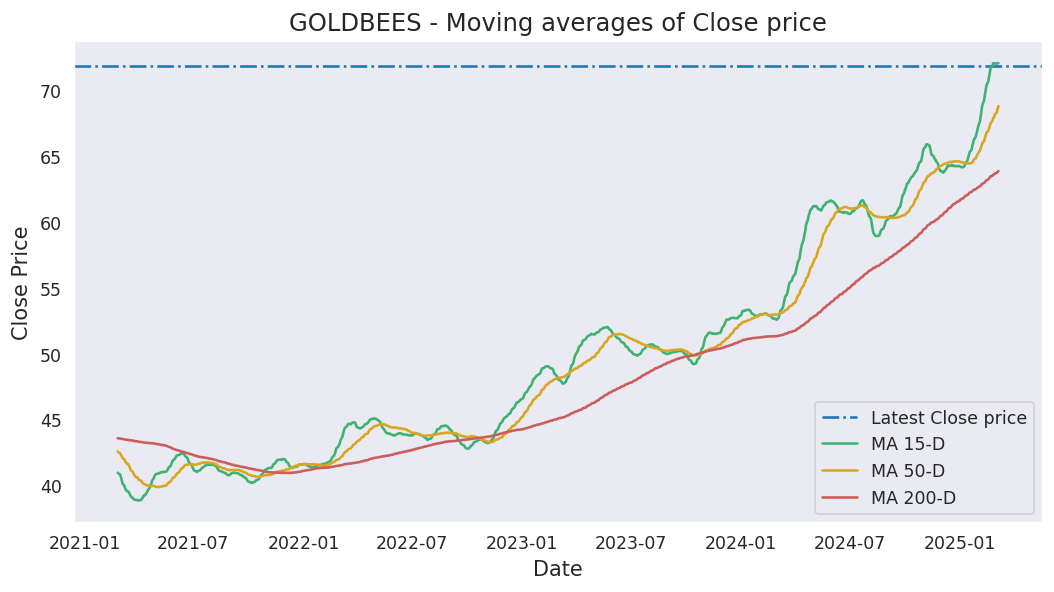 GOLDBEES - Moving averages of Close price
Close Price
70
65
60
55
50
45
40
Latest Close price
MA 15-D
MA 50-D
MA 200-D
2021-01 2021-07 2022-01 2022-07 2023-01 2023-07 2024-01 2024-07 2025-01
Date